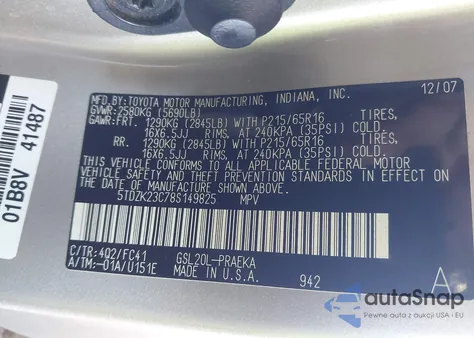 MFD.BY:TOYOTA MOTOR MANUFACTURING, INDIANA, INC. 12/07
GVWR:2580KG (5690LB)
GAWR:FRT. 1290KG (2845LB) WITH P215/65R16 TIRES,
16X6.5JJ RIMS, AT 240KPA (35PSI) COLD.
RR. 1290KG (2845LB) WITH P215/65R16 TIRES,
16X6.5JJ RIMS, AT 240KPA (35PSI) COLD.
THIS VEHICLE CONFORMS TO ALL APPLICABLE FEDERAL MOTOR
VEHICLE SAFETY STANDARDS IN EFFECT ON THE
DATE OF MANUFACTURE SHOWN ABOVE.
5TDZK23C78S149825 MPV
C/TR:4Q2/FC41 GSL20L-PRAEKA
A/TM:-01A/U151E MADE IN U.S.A. 942 A
01B8V 41487
autoSnap
Pewne auta z aukcji USA i EU